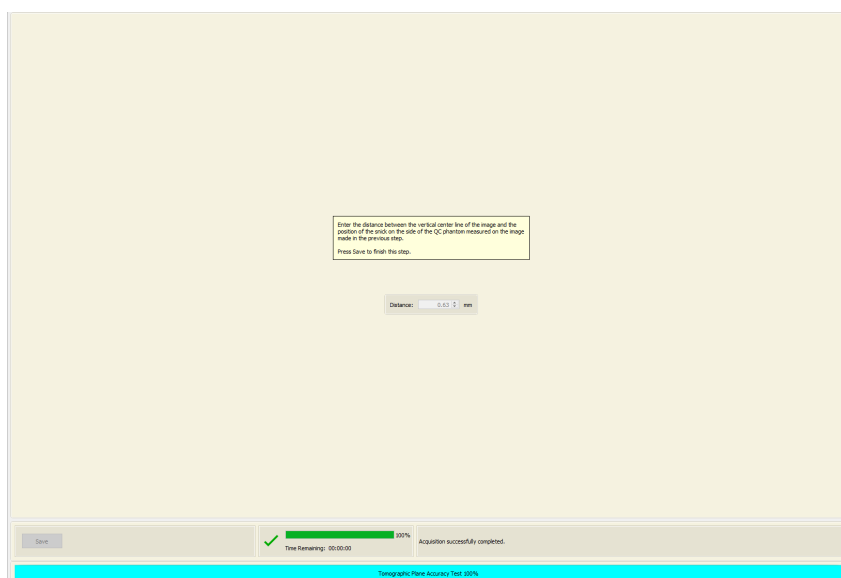 Enter the distance between the vertical center line of the image and the
position of the snick on the side of the QC phantom measured on the image
made in the previous step.
Press Save to finish this step.
Distance: 0.63 mm
Save
100%
Time Remaining: 00:00:00
Acquisition successfully completed.
Tomographic Plane Accuracy Test 100%